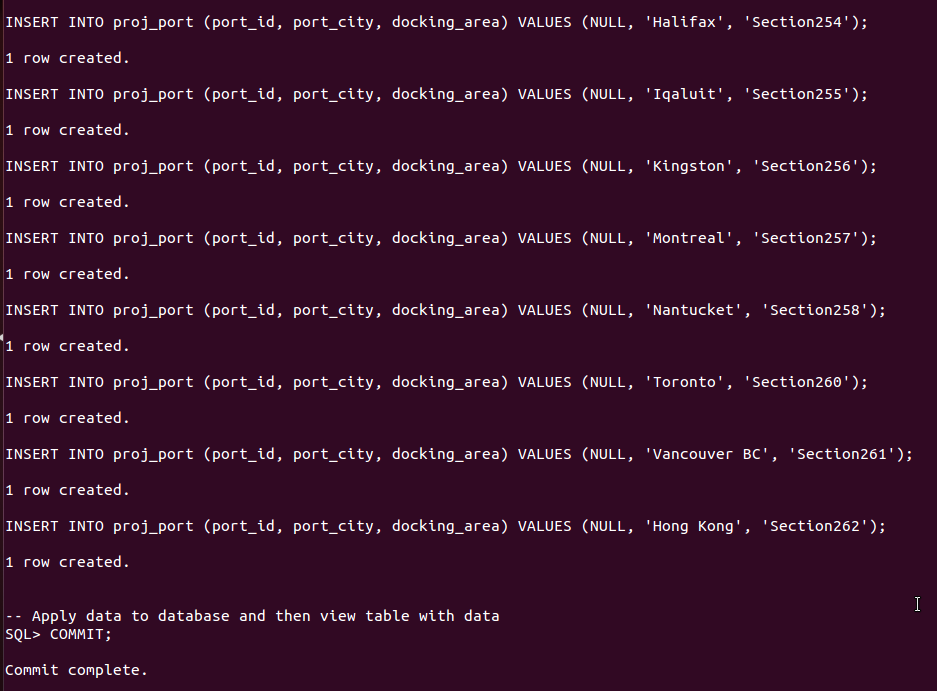 INSERT INTO proj_port (port_id, port_city, docking_area) VALUES (NULL, 'Halifax', 'Section254');
1 row created.
INSERT INTO proj_port (port_id, port_city, docking_area) VALUES (NULL, 'Iqaluit', 'Section255');
1 row created.
INSERT INTO proj_port (port_id, port_city, docking_area) VALUES (NULL, 'Kingston', 'Section256');
1 row created.
INSERT INTO proj_port (port_id, port_city, docking_area) VALUES (NULL, 'Montreal', 'Section257');
1 row created.
INSERT INTO proj_port (port_id, port_city, docking_area) VALUES (NULL, 'Nantucket', 'Section258');
1 row created.
INSERT INTO proj_port (port_id, port_city, docking_area) VALUES (NULL, 'Toronto', 'Section260');
1 row created.
INSERT INTO proj_port (port_id, port_city, docking_area) VALUES (NULL, 'Vancouver BC', 'Section261');
1 row created.
INSERT INTO proj_port (port_id, port_city, docking_area) VALUES (NULL, 'Hong Kong', 'Section262');
1 row created.
-- Apply data to database and then view table with data
SQL> COMMIT;
Commit complete.